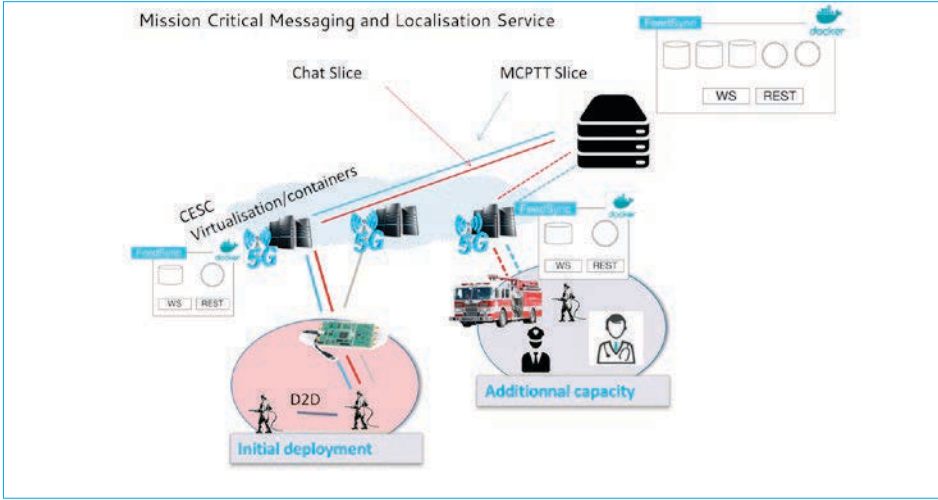 Mission Critical Messaging and Localisation Service
FeedSync
docker
WS
REST
Chat Slice
MCPTT Slice
CESC
Virtualisation/containers
5G
5G
5G
FeedSync
docker
WS
REST
FeedSync
docker
WS
REST
D2D
Initial deployment
Additionnal capacity